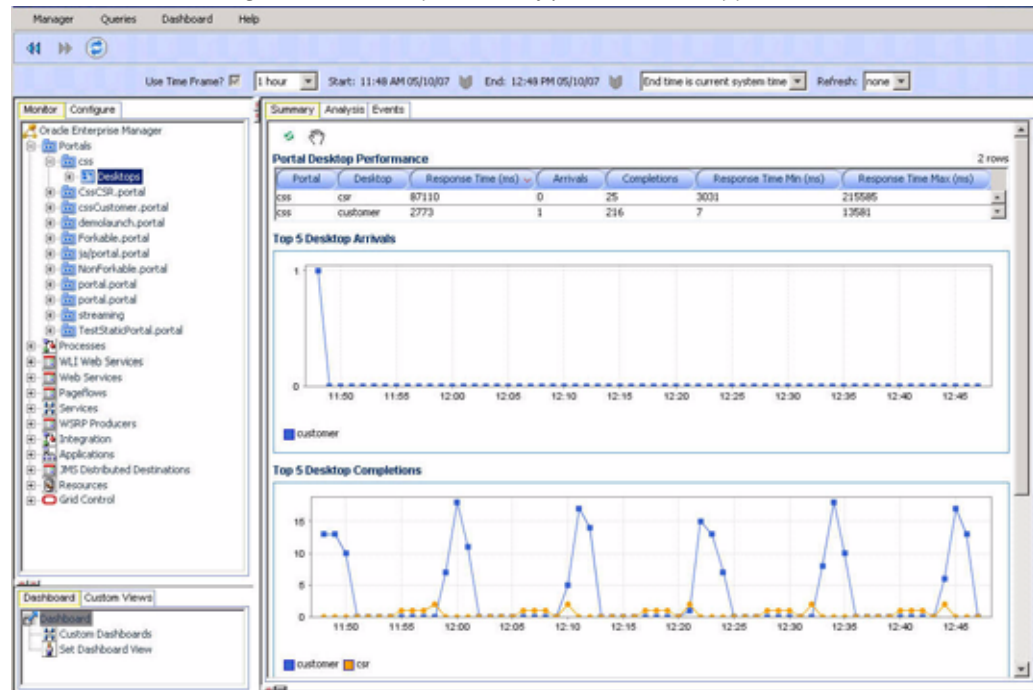 Manager Queries Dashboard Help
Use Time Frame? 1 hour Start: 11:48 AM 05/10/07 End: 12:48 PM 05/10/07 End time is current system time Refresh: none
Monitor Configure
Oracle Enterprise Manager
Portals
css
Desktops
CssCSR.portal
cssCustomer.portal
demolaunch.portal
Forkable.portal
ja/portal.portal
NonForkable.portal
portal.portal
portal.portal
streaming
TestStaticPortal.portal
Processes
WLI Web Services
Web Services
Pageflows
Services
WSRP Producers
Integration
Applications
JMS Distributed Destinations
Resources
Grid Control
Dashboard Custom Views
Dashboard
Custom Dashboards
Set Dashboard View
Summary Analysis Events
Portal Desktop Performance 2 rows
Portal Desktop Response Time (ms) Arrivals Completions Response Time Min (ms) Response Time Max (ms)
css csr 87110 0 25 3031 215585
css customer 2773 1 216 7 13581
Top 5 Desktop Arrivals
1
0
11:50 11:55 12:00 12:05 12:10 12:15 12:20 12:25 12:30 12:35 12:40 12:45
customer
Top 5 Desktop Completions
15
10
5
0
11:50 11:55 12:00 12:05 12:10 12:15 12:20 12:25 12:30 12:35 12:40 12:45
customer csr